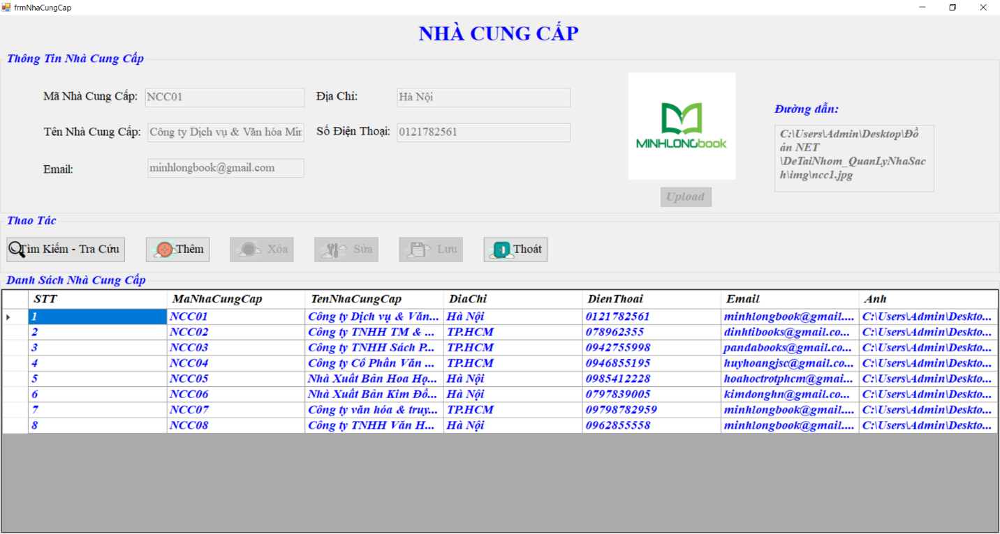 frmNhaCungCap
NHÀ CUNG CẤP
Thông Tin Nhà Cung Cấp
Mã Nhà Cung Cấp: NCC01 Địa Chỉ: Hà Nội
Tên Nhà Cung Cấp: Công ty Dịch vụ & Văn hóa Min Số Điện Thoại: 0121782561
Email: minhlongbook@gmail.com
MINHLONGbook
Upload
Đường dẫn:
C:\Users\Admin\Desktop\Đồ
án NET
\DeTaiNhom_QuanLyNhaSac
h\img\ncc1.jpg
Thao Tác
Tìm Kiếm - Tra Cứu Thêm Xóa Sửa Lưu Thoát
Danh Sách Nhà Cung Cấp
STT MaNhaCungCap TenNhaCungCap DiaChi DienThoai Email Anh
1 NCC01 Công ty Dịch vụ & Văn... Hà Nội 0121782561 minhlongbook@gmail.... C:\Users\Admin\Deskto...
2 NCC02 Công ty TNHH TM & ... TP.HCM 078962355 dinhtibooks@gmail.co... C:\Users\Admin\Deskto...
3 NCC03 Công ty TNHH Sách P... TP.HCM 0942755998 pandabooks@gmail.co... C:\Users\Admin\Deskto...
4 NCC04 Công ty Cổ Phần Văn ... TP.HCM 0946855195 huyhoangjsc@gmail.co... C:\Users\Admin\Deskto...
5 NCC05 Nhà Xuất Bản Hoa Họ... Hà Nội 0985412228 hoahoctrotphcm@gmai... C:\Users\Admin\Deskto...
6 NCC06 Nhà Xuất Bản Kim Đồ... Hà Nội 0797839005 kimdonghn@gmail.co... C:\Users\Admin\Deskto...
7 NCC07 Công ty văn hóa & truy... TP.HCM 09798782959 minhlongbook@gmail.... C:\Users\Admin\Deskto...
8 NCC08 Công ty TNHH Văn H... Hà Nội 0962855558 minhlongbook@gmail.... C:\Users\Admin\Deskto...